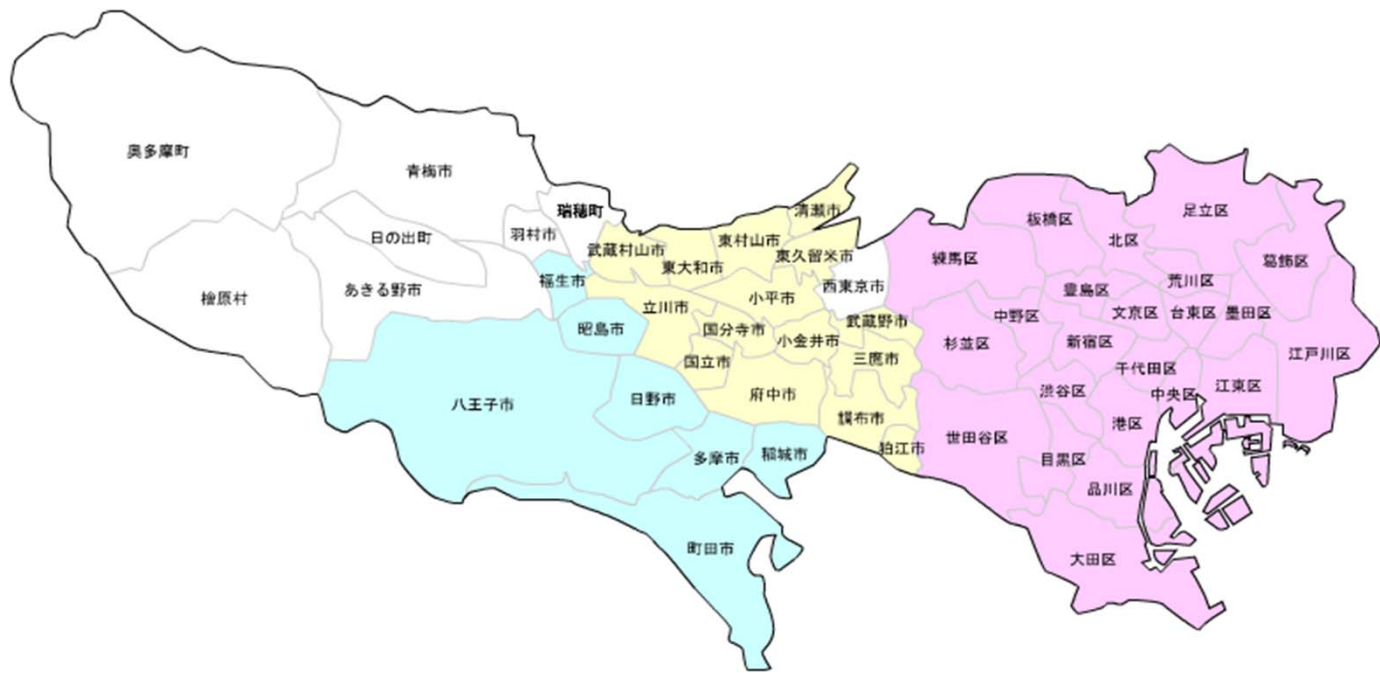 奥多摩町
青梅市
瑞穂町
羽村市
日の出町
あきる野市
檜原村
福生市
昭島市
八王子市
日野市
多摩市
稲城市
町田市
武蔵村山市
東大和市
東村山市
清瀬市
東久留米市
西東京市
立川市
小平市
国分寺市
小金井市
武蔵野市
三鷹市
国立市
府中市
調布市
狛江市
練馬区
板橋区
北区
足立区
葛飾区
荒川区
豊島区
中野区
杉並区
新宿区
文京区
台東区
墨田区
江戸川区
千代田区
渋谷区
中央区
江東区
港区
世田谷区
目黒区
品川区
大田区